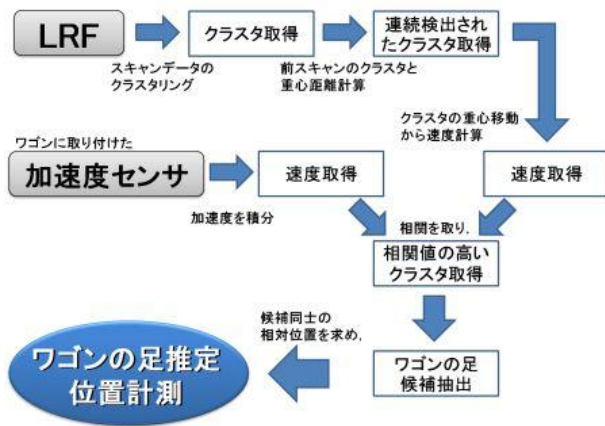 LRF
クラスタ取得
連続検出され
たクラスタ取得
スキャンデータの
クラスタリング
前スキャンのクラスタと
重心距離計算
クラスタの重心移動
から速度計算
ワゴンに取り付けた
加速度センサ
速度取得
速度取得
加速度を積分
相関を取り,
相関値の高い
クラスタ取得
候補同士の
相対位置を求め,
ワゴンの足推定
位置計測
ワゴンの足
候補抽出